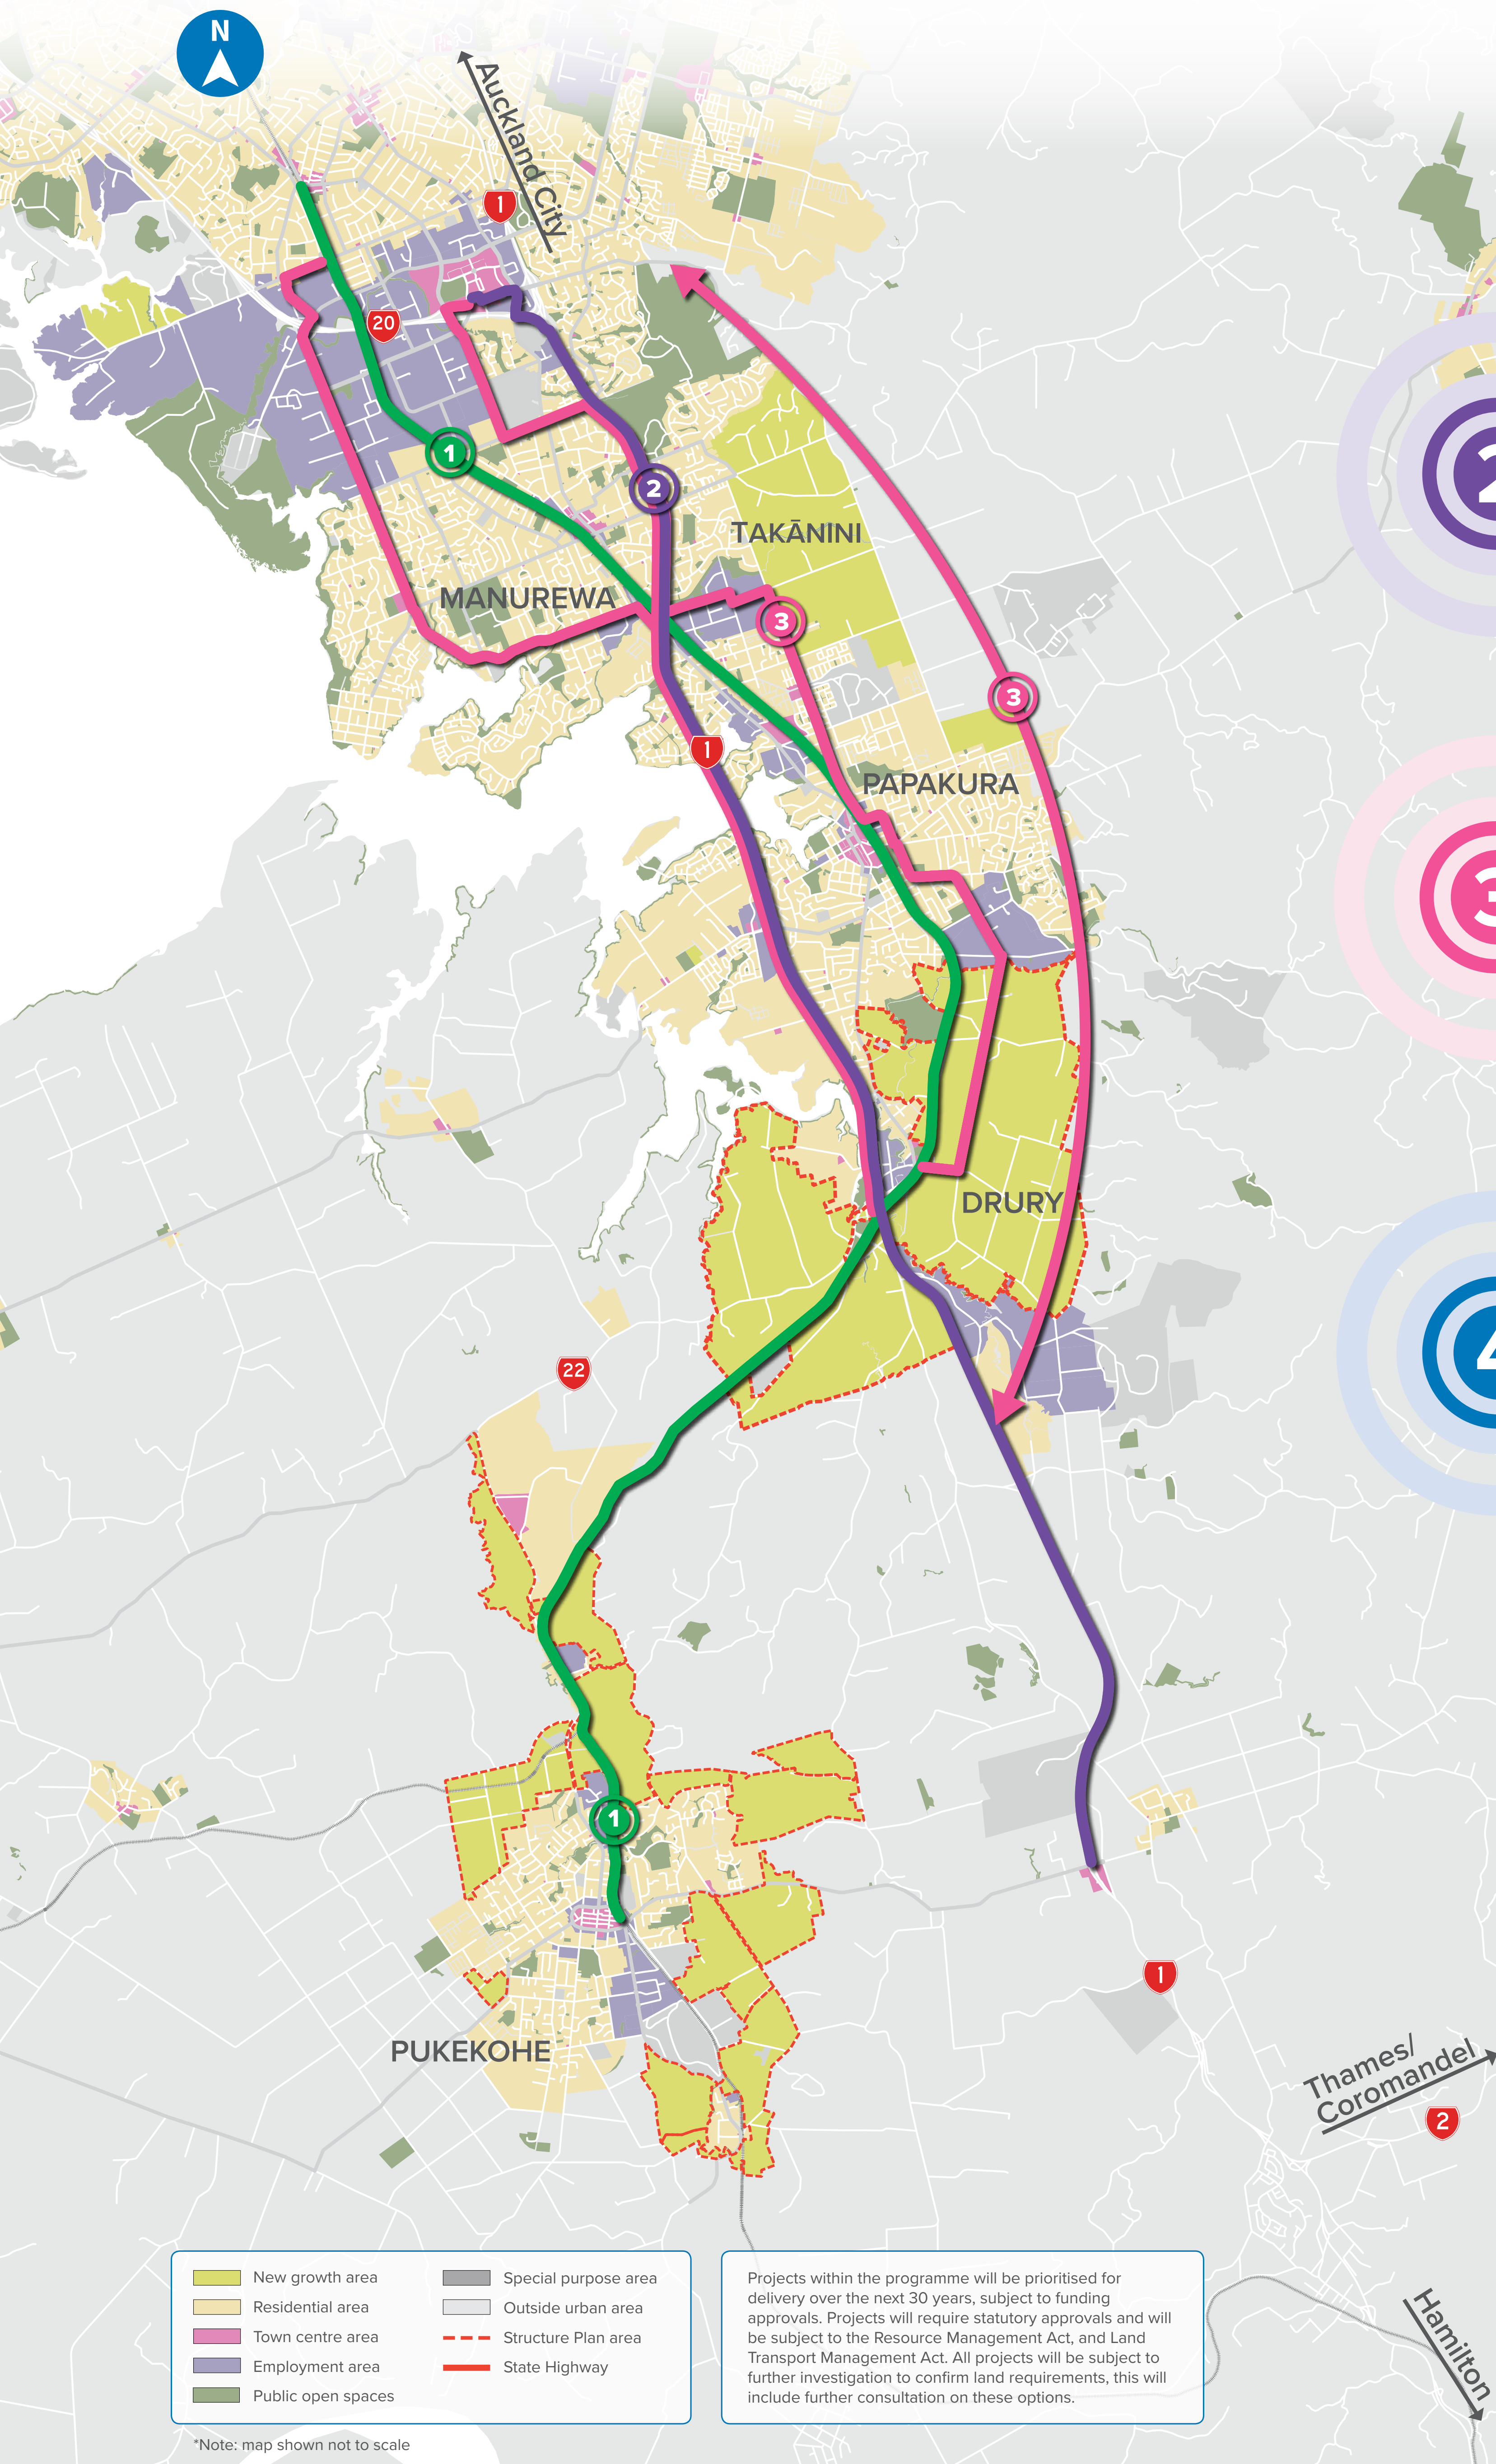 N
Auckland City
1
20
1
2
TAKĀNINI
MANUREWA
3
3
1
PAPAKURA
2
3
DRURY
4
22
1
1
PUKEKOHE
Thames/
Coromandel
2
Hamilton
New growth area
Residential area
Town centre area
Employment area
Public open spaces
Special purpose area
Outside urban area
Structure Plan area
State Highway
Projects within the programme will be prioritised for
delivery over the next 30 years, subject to funding
approvals. Projects will require statutory approvals and will
be subject to the Resource Management Act, and Land
Transport Management Act. All projects will be subject to
further investigation to confirm land requirements, this will
include further consultation on these options.
*Note: map shown not to scale